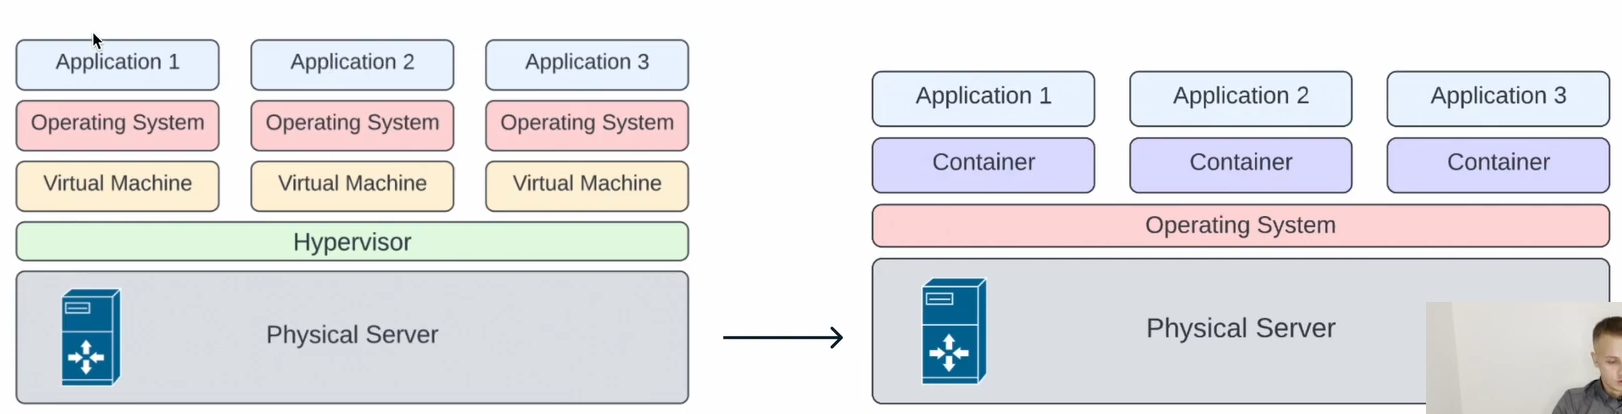 Application 1
Application 2
Application 3
Operating System
Operating System
Operating System
Virtual Machine
Virtual Machine
Virtual Machine
Hypervisor
Physical Server
Application 1
Application 2
Application 3
Container
Container
Container
Operating System
Physical Server